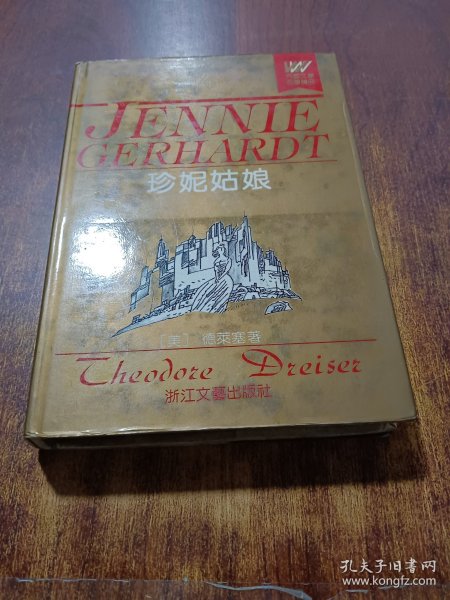 JENNIE
GERHARDT
珍妮姑娘
[美] 德萊塞著
Theodore Dreiser
浙江文藝出版社
孔夫子旧书网
www.kongfz.com